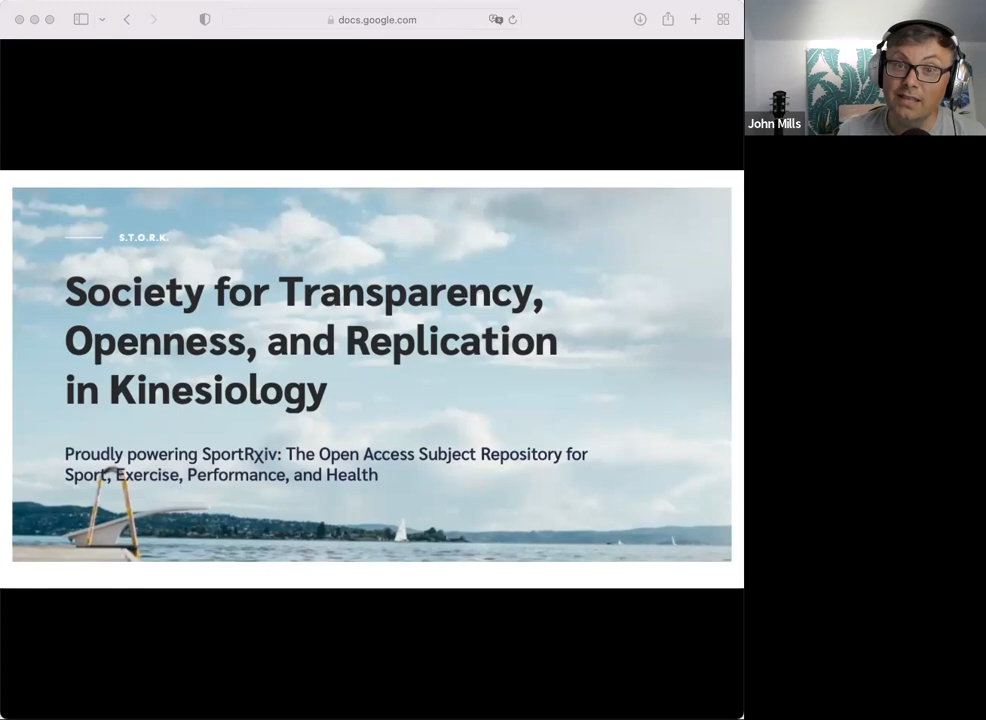 docs.google.com
John Mills
S.T.O.R.K.
Society for Transparency,
Openness, and Replication
in Kinesiology
Proudly powering SportRχiv: The Open Access Subject Repository for
Sport, Exercise, Performance, and Health